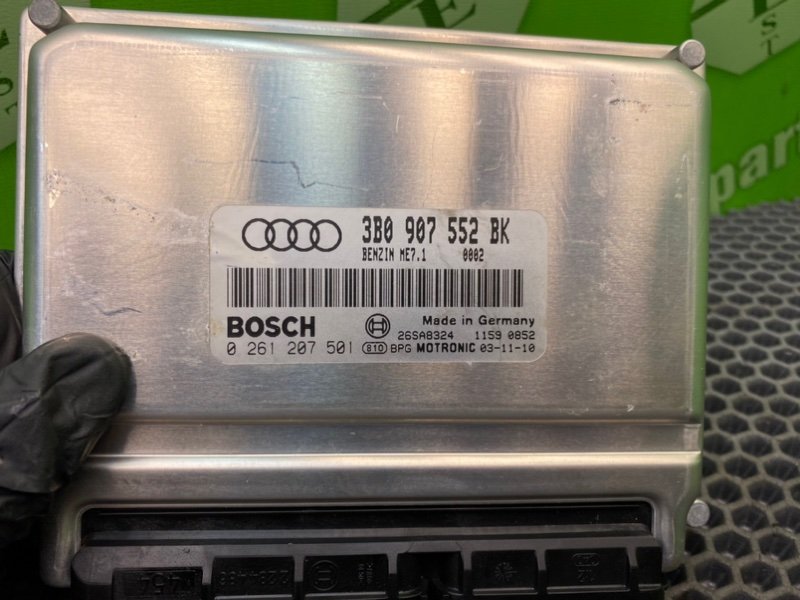 3B0 907 552 BK
BENZIN ME7.1 0002
BOSCH Made in Germany
26SA8324 1159 0852
0 261 207 501 810 BPG MOTRONIC 03-11-10
part